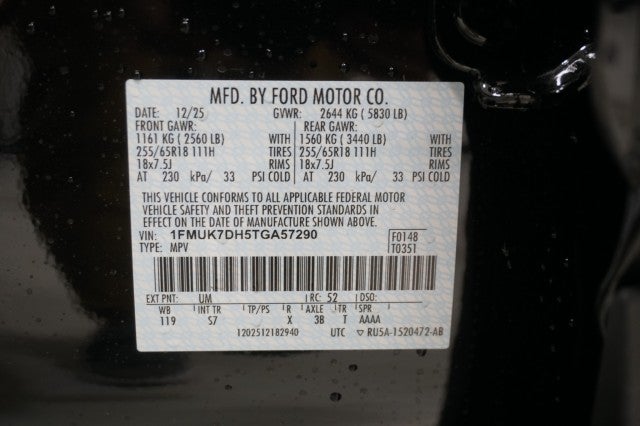 MFD. BY FORD MOTOR CO.
DATE: 12/25 GVWR: 2644 KG ( 5830 LB)
FRONT GAWR: REAR GAWR:
1161 KG ( 2560 LB) WITH 1560 KG ( 3440 LB) WITH
255/65R18 111H TIRES 255/65R18 111H TIRES
18x7.5J RIMS 18x7.5J RIMS
AT 230 kPa/ 33 PSI COLD AT 230 kPa/ 33 PSI COLD
THIS VEHICLE CONFORMS TO ALL APPLICABLE FEDERAL MOTOR
VEHICLE SAFETY AND THEFT PREVENTION STANDARDS IN
EFFECT ON THE DATE OF MANUFACTURE SHOWN ABOVE.
VIN: 1FMUK7DH5TGA57290 F0148
TYPE: MPV T0351
EXT PNT: UM RC: 52 DSO:
WB INT TR TP/PS R AXLE TR SPR
119 S7 X 3B T AAAA
1202512182940 UTC ▽ RU5A-1520472-AB